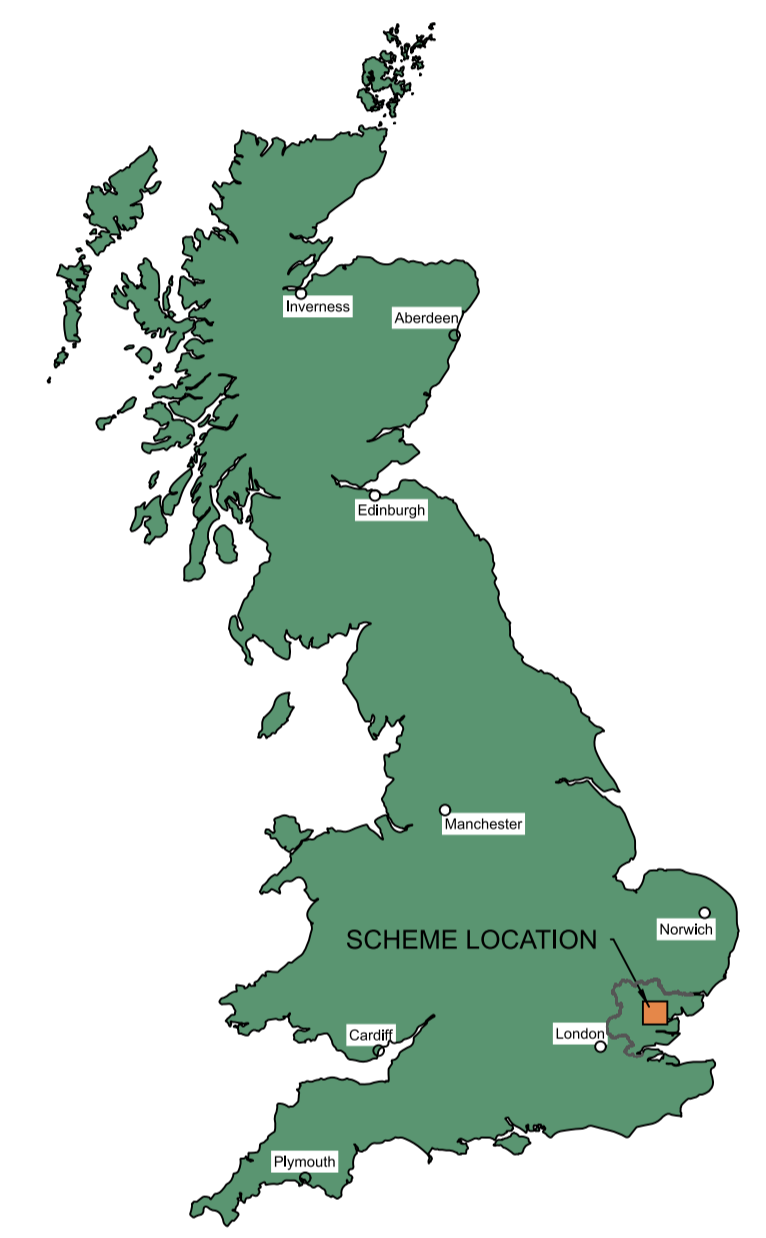 Inverness
Aberdeen
Edinburgh
Manchester
Norwich
SCHEME LOCATION
London
Cardiff
Plymouth